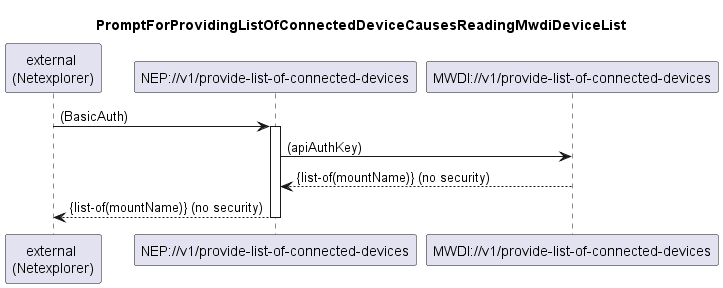 PromptForProvidingListOfConnectedDeviceCausesReadingMwdiDeviceList
external
(Netexplorer)
NEP://v1/provide-list-of-connected-devices
MWDI://v1/provide-list-of-connected-devices
(BasicAuth)
(apiAuthKey)
{list-of(mountName)} (no security)
{list-of(mountName)} (no security)
external
(Netexplorer)
NEP://v1/provide-list-of-connected-devices
MWDI://v1/provide-list-of-connected-devices